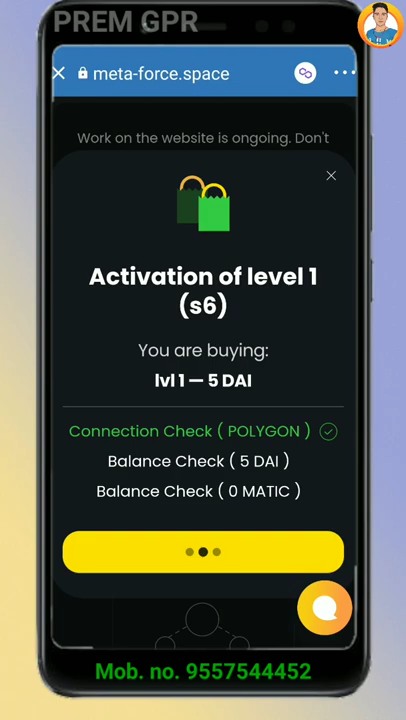 PREM GPR
meta-force.space
Work on the website is ongoing. Don't
Activation of level 1
(s6)
You are buying:
lvl 1 — 5 DAI
Connection Check ( POLYGON )
Balance Check ( 5 DAI )
Balance Check ( 0 MATIC )
Mob. no. 9557544452